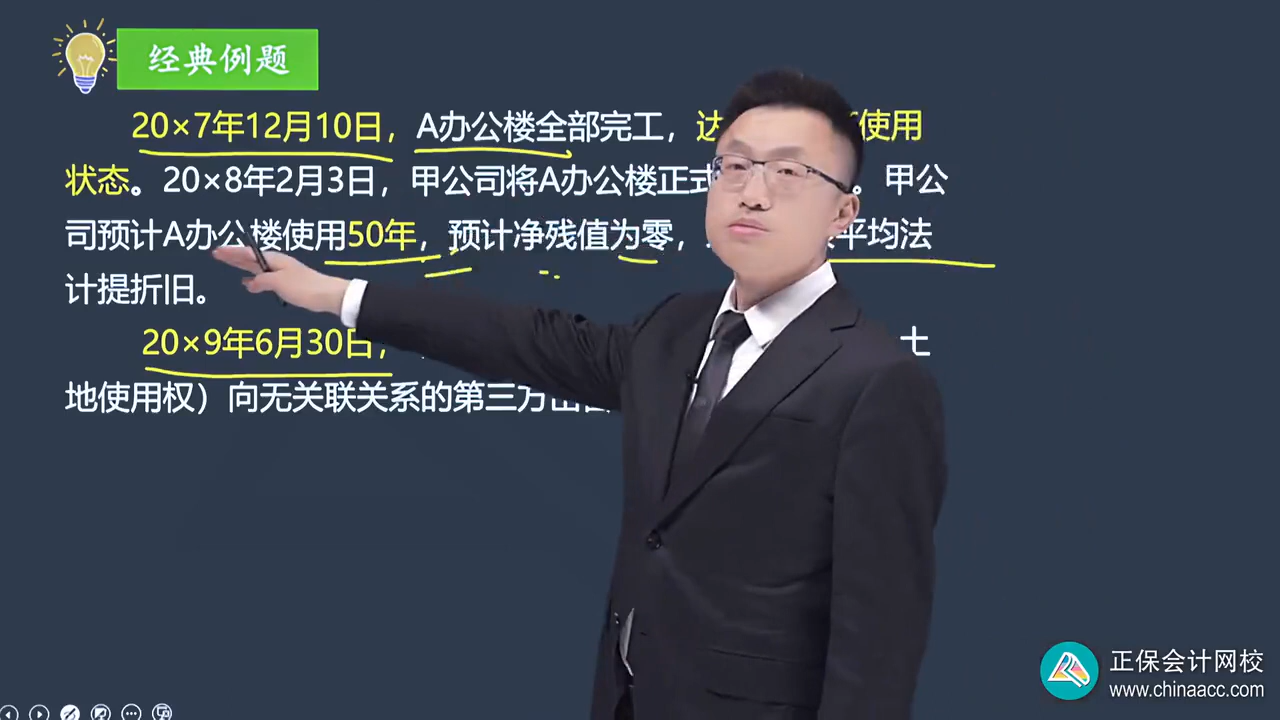 经典例题
20×7年12月10日，A办公楼全部完工，达 使用
状态。20×8年2月3日，甲公司将A办公楼正式 。甲公
司预计A办公楼使用50年，预计净残值为零， 平均法
计提折旧。
20×9年6月30日，
地使用权）向无关联关系的第三方出售
正保会计网校
www.chinaacc.com